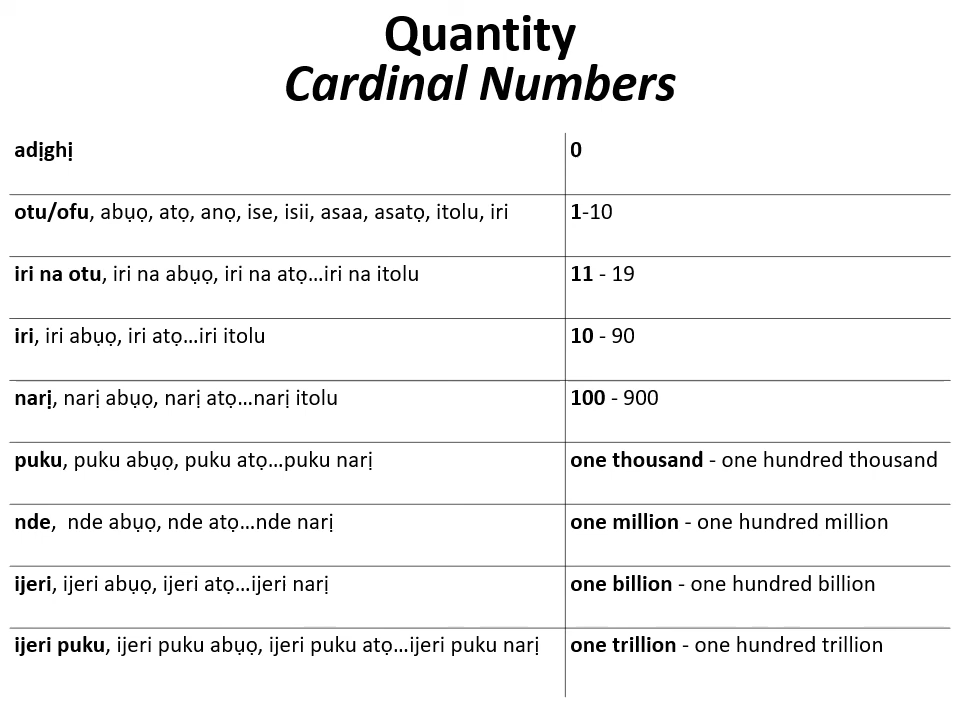 Quantity
Cardinal Numbers
adịghị 0
otu/ofu, abụọ, atọ, anọ, ise, isii, asaa, asatọ, itolu, iri 1-10
iri na otu, iri na abụọ, iri na atọ…iri na itolu 11 - 19
iri, iri abụọ, iri atọ…iri itolu 10 - 90
narị, narị abụọ, narị atọ…narị itolu 100 - 900
puku, puku abụọ, puku atọ…puku narị one thousand - one hundred thousand
nde,  nde abụọ, nde atọ…nde narị one million - one hundred million
ijeri, ijeri abụọ, ijeri atọ…ijeri narị one billion - one hundred billion
ijeri puku, ijeri puku abụọ, ijeri puku atọ…ijeri puku narị one trillion - one hundred trillion